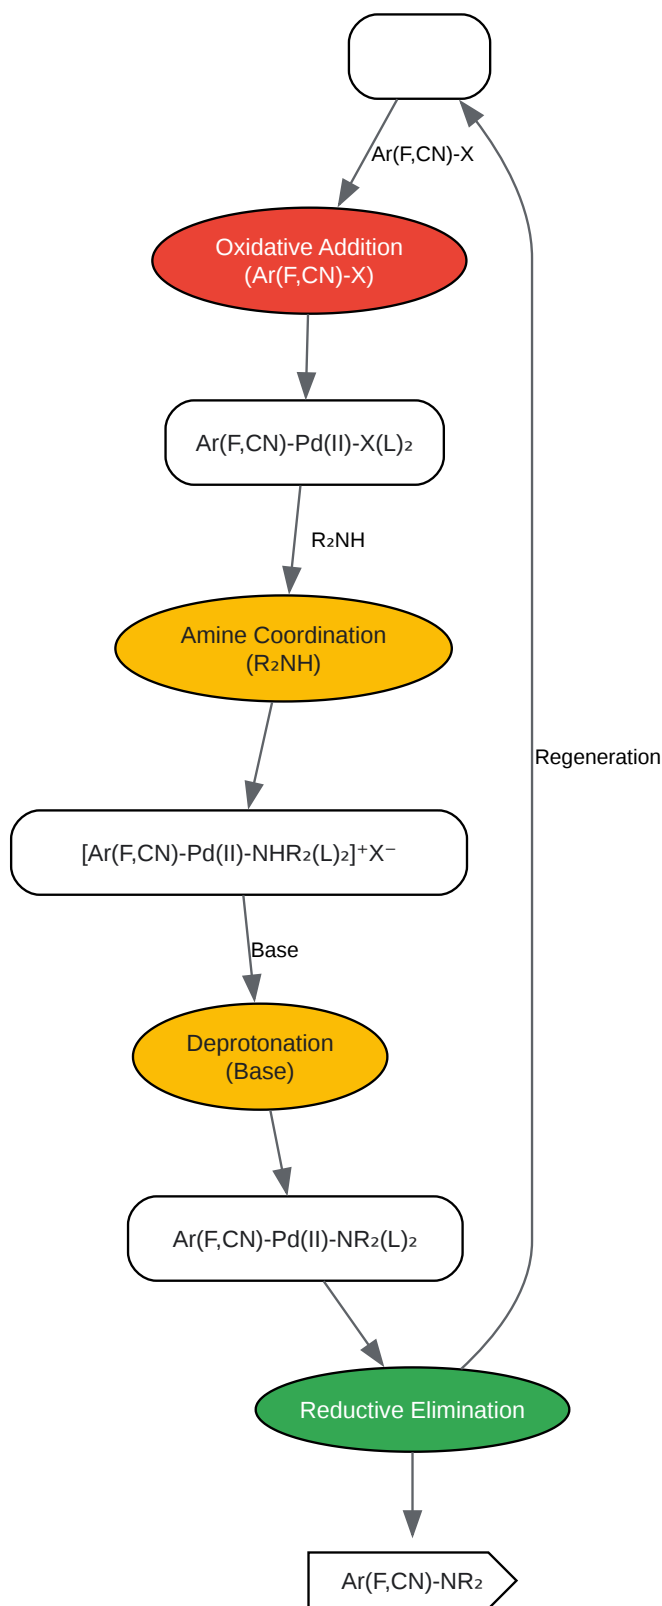 Ar(F,CN)-X
Oxidative Addition
(Ar(F,CN)-X)
Ar(F,CN)-Pd(II)-X(L)₂
R₂NH
Amine Coordination
(R₂NH)
Regeneration
[Ar(F,CN)-Pd(II)-NHR₂(L)₂]⁺X⁻
Base
Deprotonation
(Base)
Ar(F,CN)-Pd(II)-NR₂(L)₂
Reductive Elimination
Ar(F,CN)-NR₂